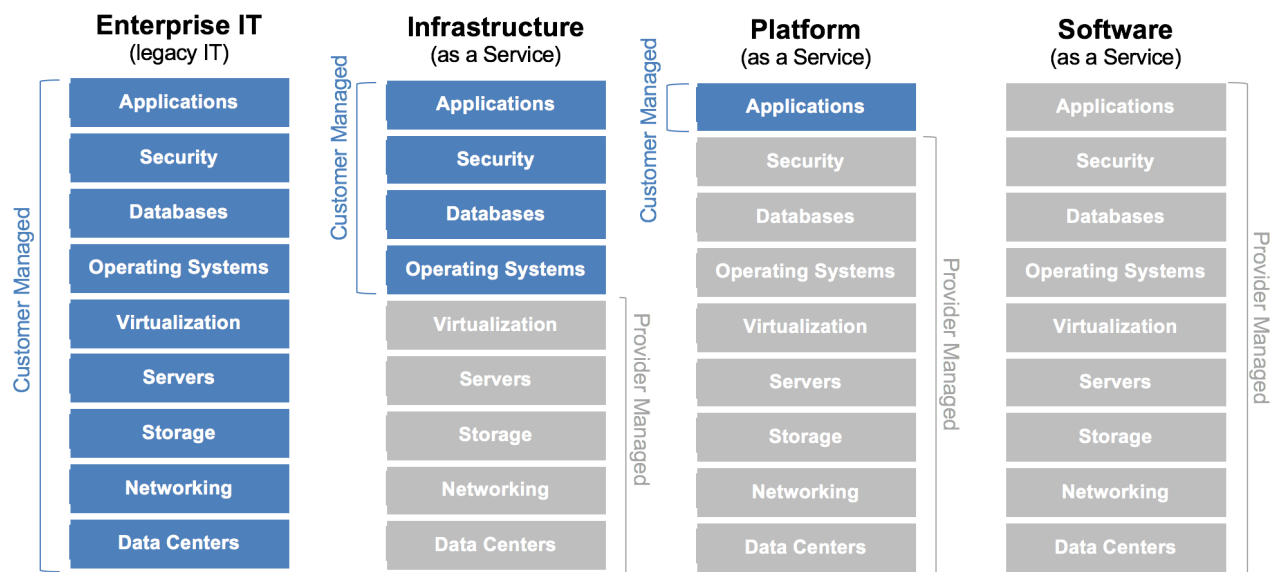 Enterprise IT
(legacy IT)
Customer Managed
Applications
Security
Databases
Operating Systems
Virtualization
Servers
Storage
Networking
Data Centers
Infrastructure
(as a Service)
Customer Managed
Applications
Security
Databases
Operating Systems
Virtualization
Servers
Storage
Networking
Data Centers
Provider Managed
Platform
(as a Service)
Customer Managed
Applications
Security
Databases
Operating Systems
Virtualization
Servers
Storage
Networking
Data Centers
Provider Managed
Software
(as a Service)
Applications
Security
Databases
Operating Systems
Virtualization
Servers
Storage
Networking
Data Centers
Provider Managed